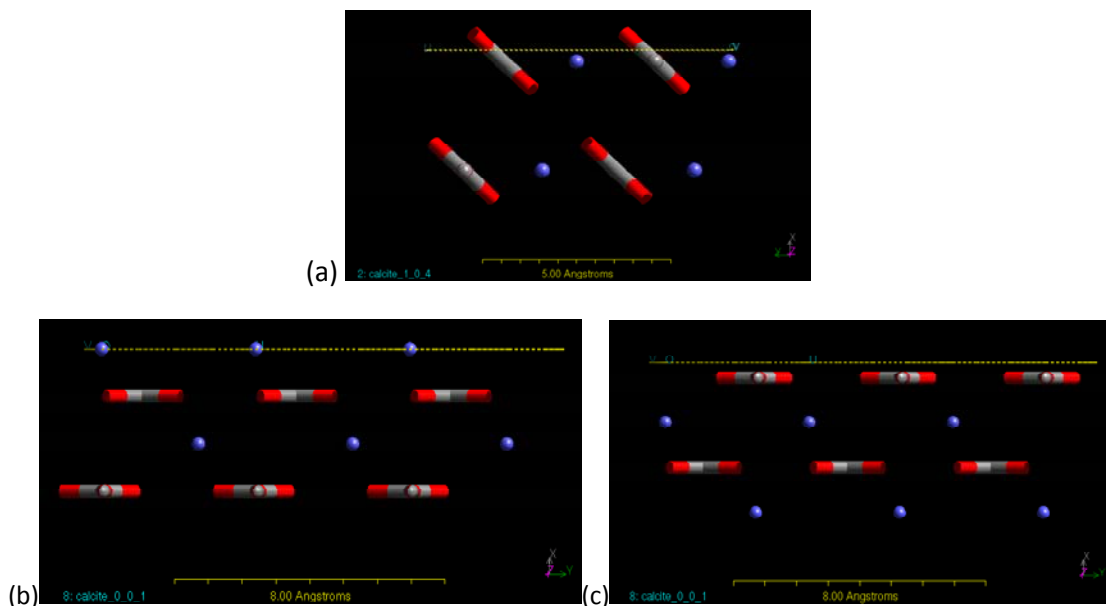 X
Y
Z
5.00 Angstroms
2: calcite_1_0_4
(a)
X
Z
Y
8.00 Angstroms
8: calcite_0_0_1
(b)
X
Z
Y
8.00 Angstroms
8: calcite_0_0_1
(c)